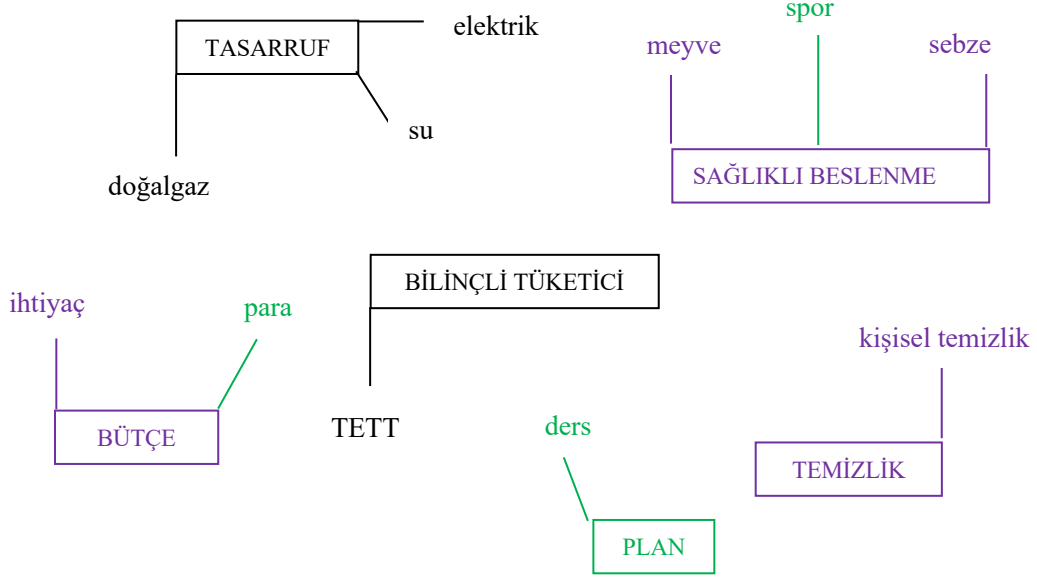 spor
elektrik
TASARRUF
meyve
sebze
su
SAĞLIKLI BESLENME
doğalgaz
BİLİNÇLİ TÜKETİCİ
ihtiyaç
para
kişisel temizlik
TETT
ders
BÜTÇE
TEMİZLİK
PLAN